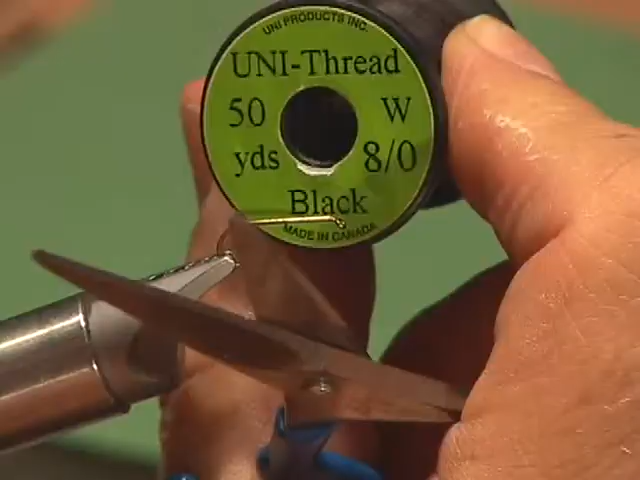 UNI PRODUCTS INC.
UNI-Thread
50 W
yds 8/0
Black
MADE IN CANADA